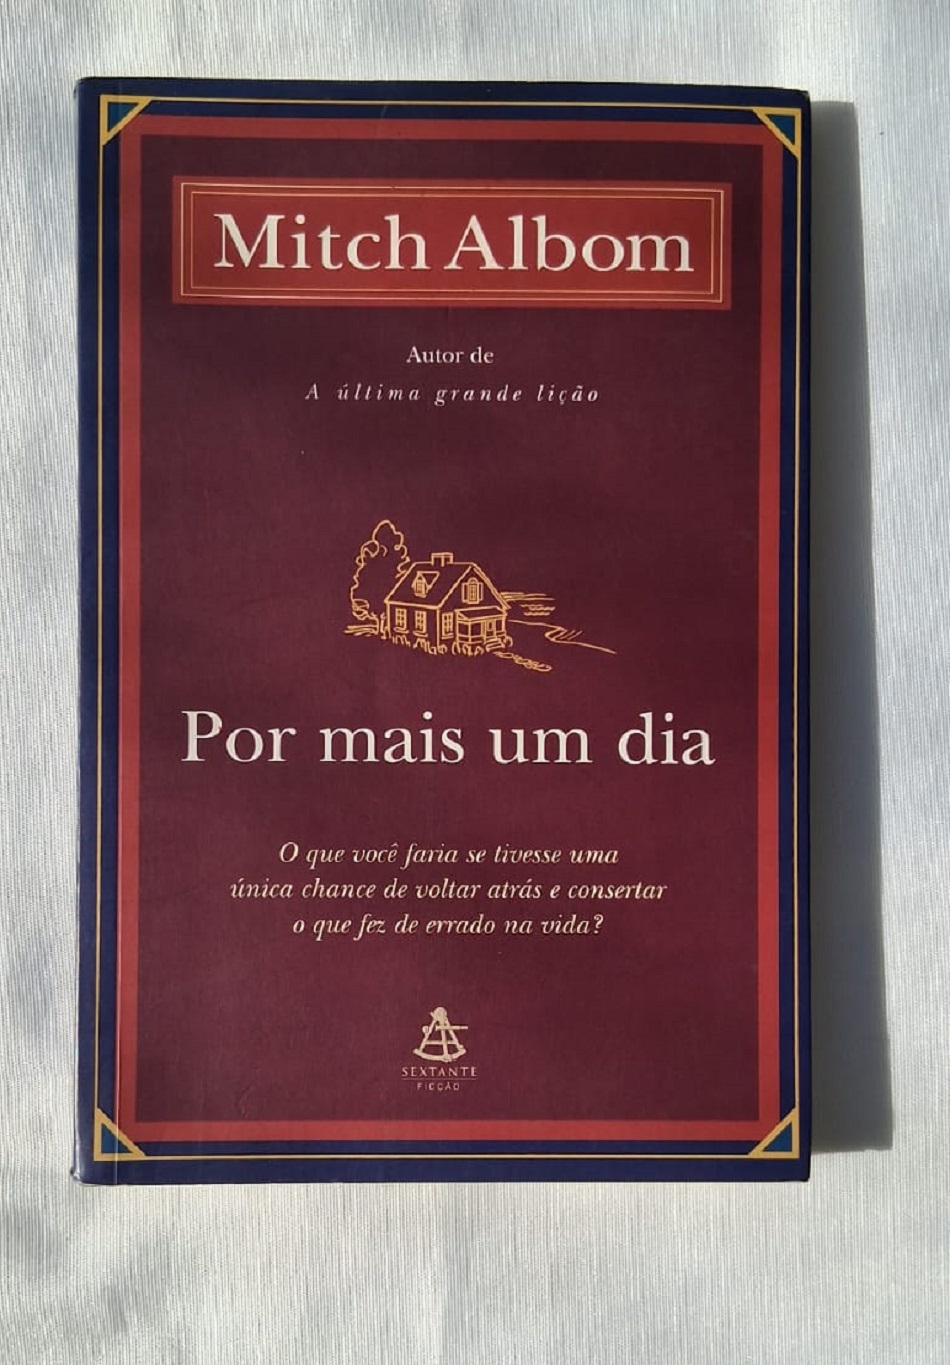 Mitch Albom
Autor de
A última grande lição
Por mais um dia
O que você faria se tivesse uma
única chance de voltar atrás e consertar
o que fez de errado na vida?
SEXTANTE
FICÇÃO